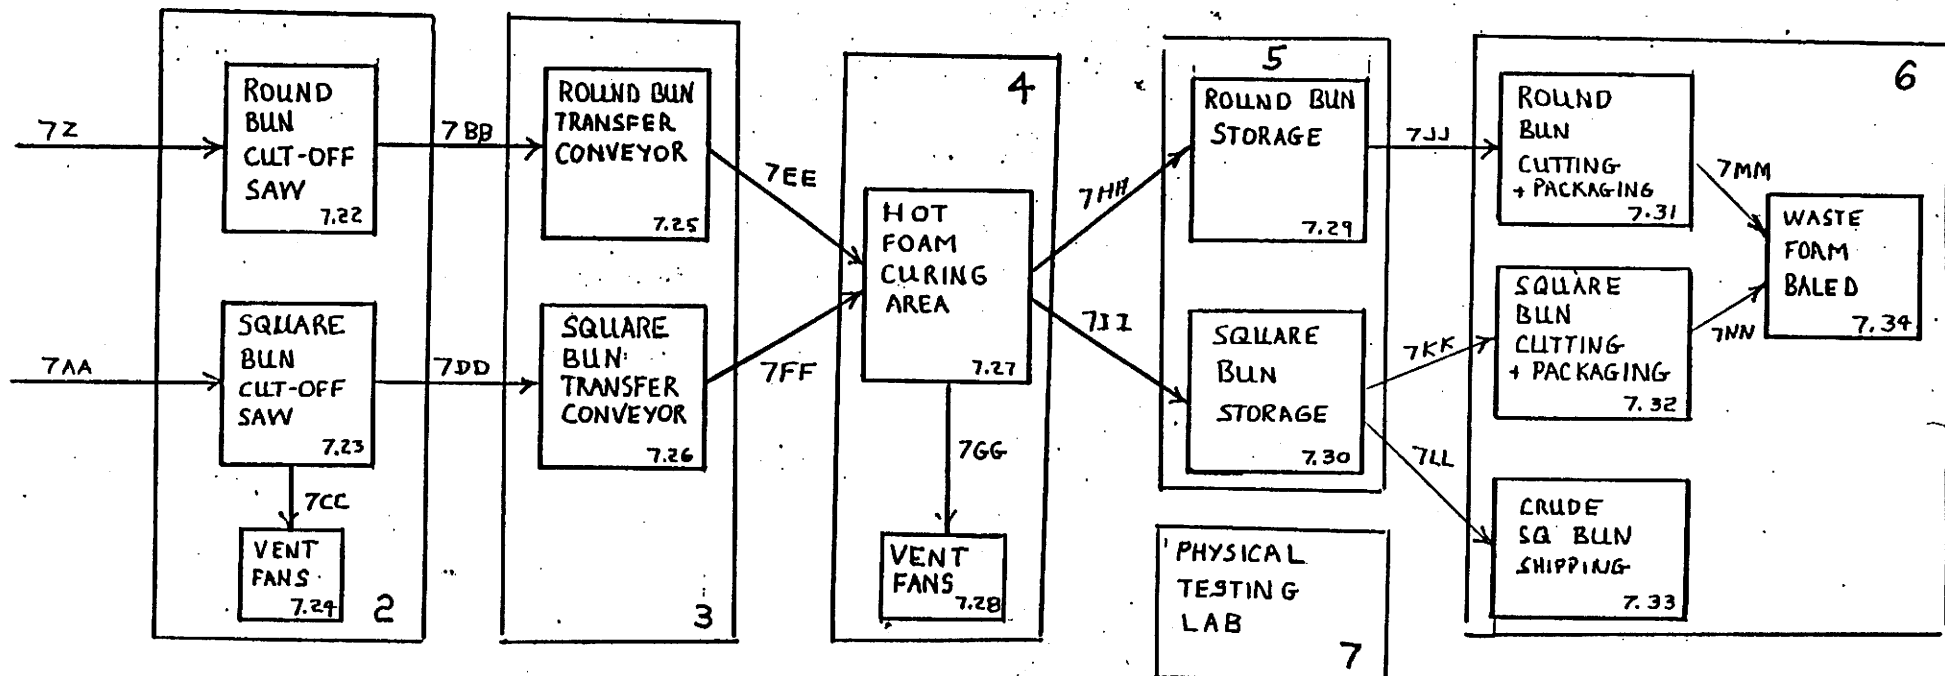 7Z
ROUND
BUN
CUT-OFF
SAW
7.22
7AA
SQUARE
BUN
CUT-OFF
SAW
7.23
7CC
VENT
FANS
7.24
2
7BB
ROUND BUN
TRANSFER
CONVEYOR
7.25
7DD
SQUARE
BUN
TRANSFER
CONVEYOR
7.26
3
7EE
7FF
4
HOT
FOAM
CURING
AREA
7.27
7GG
VENT
FANS
7.28
7HH
7II
5
ROUND BUN
STORAGE
7.29
SQUARE
BUN
STORAGE
7.30
PHYSICAL
TESTING
LAB
7
7JJ
7KK
7LL
6
ROUND
BUN
CUTTING
+ PACKAGING
7.31
SQUARE
BUN
CUTTING
+ PACKAGING
7.32
CRUDE
SQ BUN
SHIPPING
7.33
7MM
7NN
WASTE
FOAM
BALED
7.34